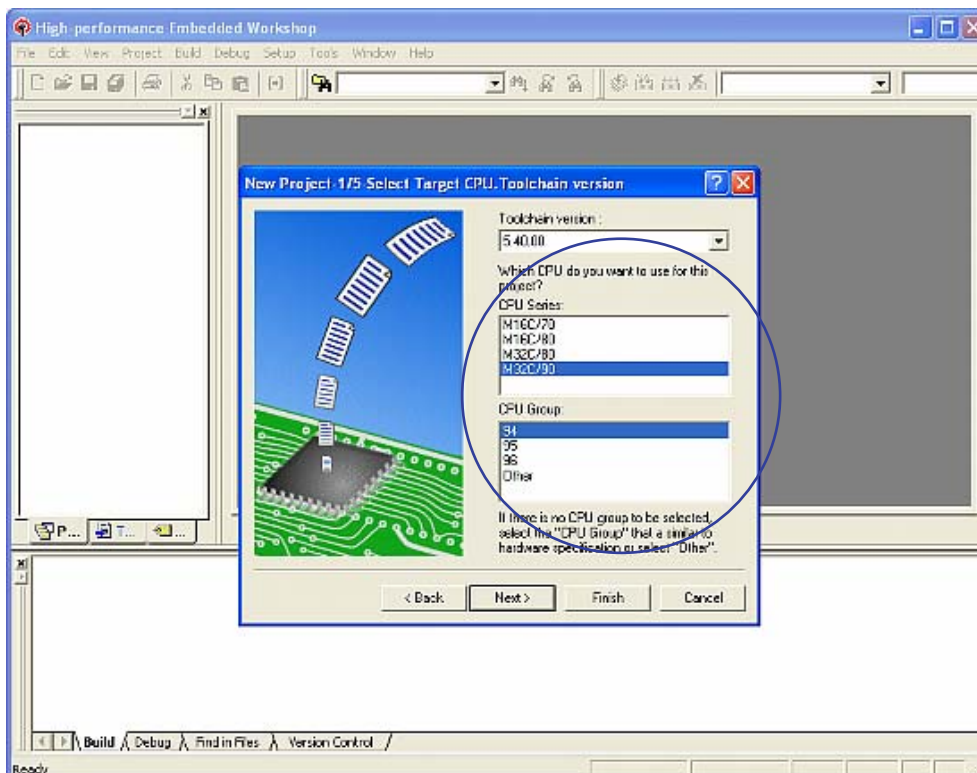 High-performance Embedded Workshop
File Edit View Project Build Debug Setup Tools Window Help
New Project-1/5-Select Target CPU.Toolchain version
Toolchain version :
5.40.00
Which CPU do you want to use for this
project?
CPU Series:
M16C/70
M16C/80
M32C/80
M32C/90
CPU Group:
94
95
96
Other
If there is no CPU group to be selected,
select the "CPU Group" that a similar to
hardware specification or select "Other".
P... T...
< Back Next > Finish Cancel
Build Debug Find in Files Version Control
Ready